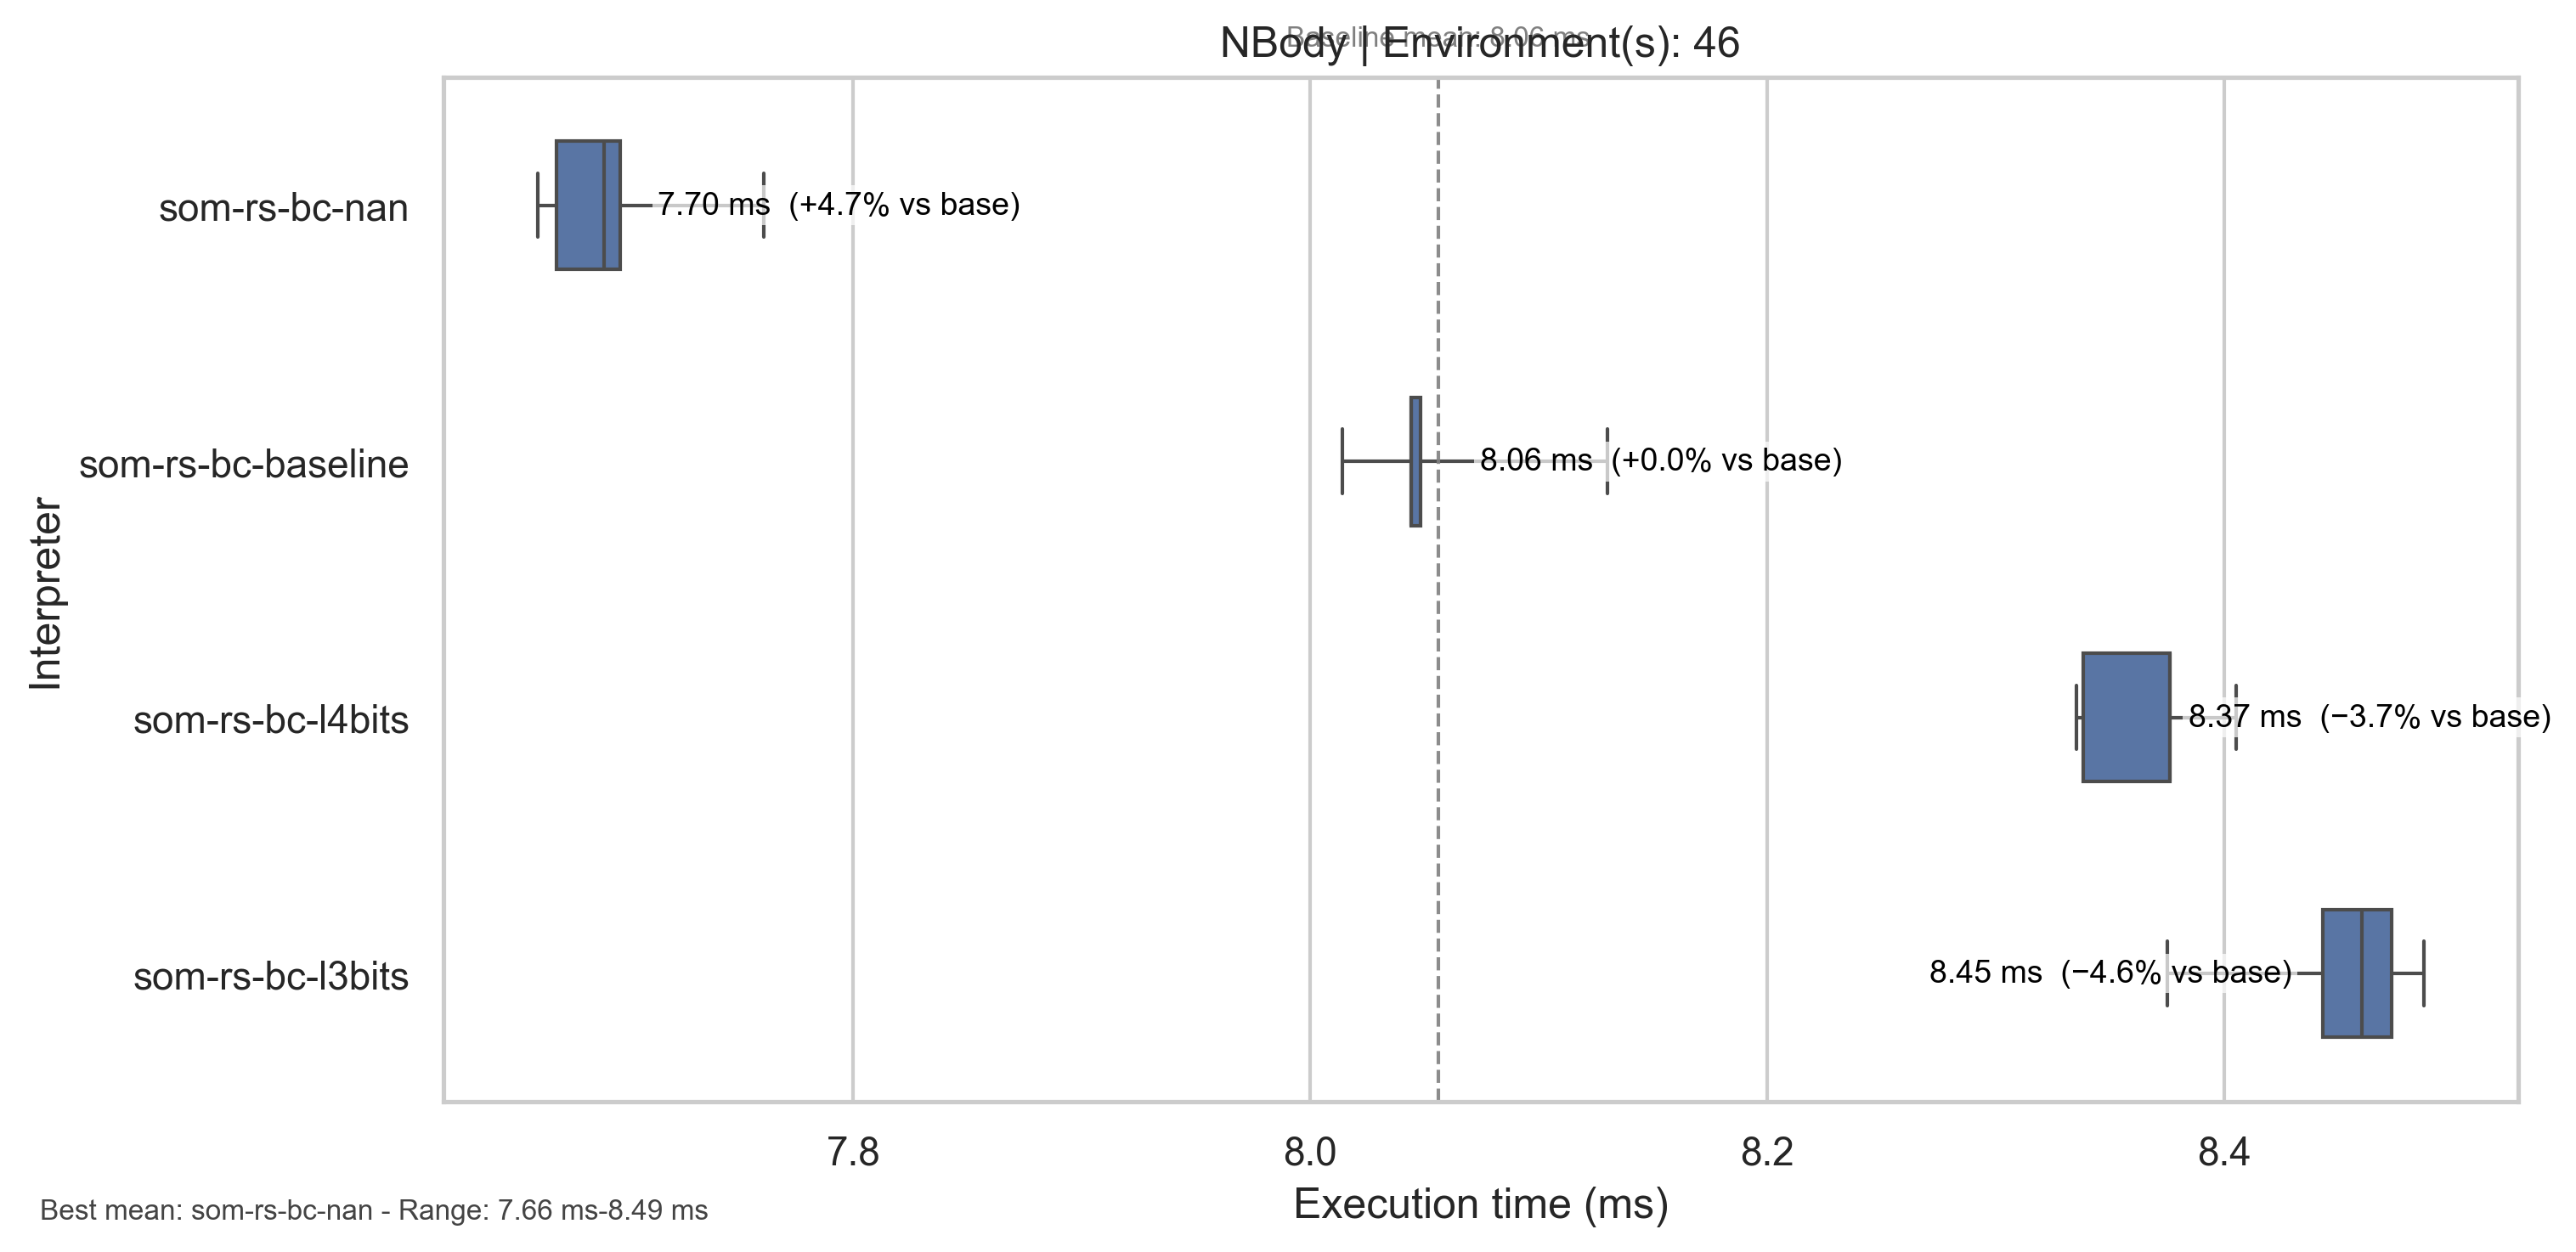 Baseline mean: 8.06 ms
NBody | Environment(s): 46
som-rs-bc-nan
7.70 ms (+4.7% vs base)
som-rs-bc-baseline
8.06 ms (+0.0% vs base)
Interpreter
som-rs-bc-l4bits
8.37 ms (−3.7% vs base)
som-rs-bc-l3bits
8.45 ms (−4.6% vs base)
7.8 8.0 8.2 8.4
Execution time (ms)
Best mean: som-rs-bc-nan - Range: 7.66 ms-8.49 ms